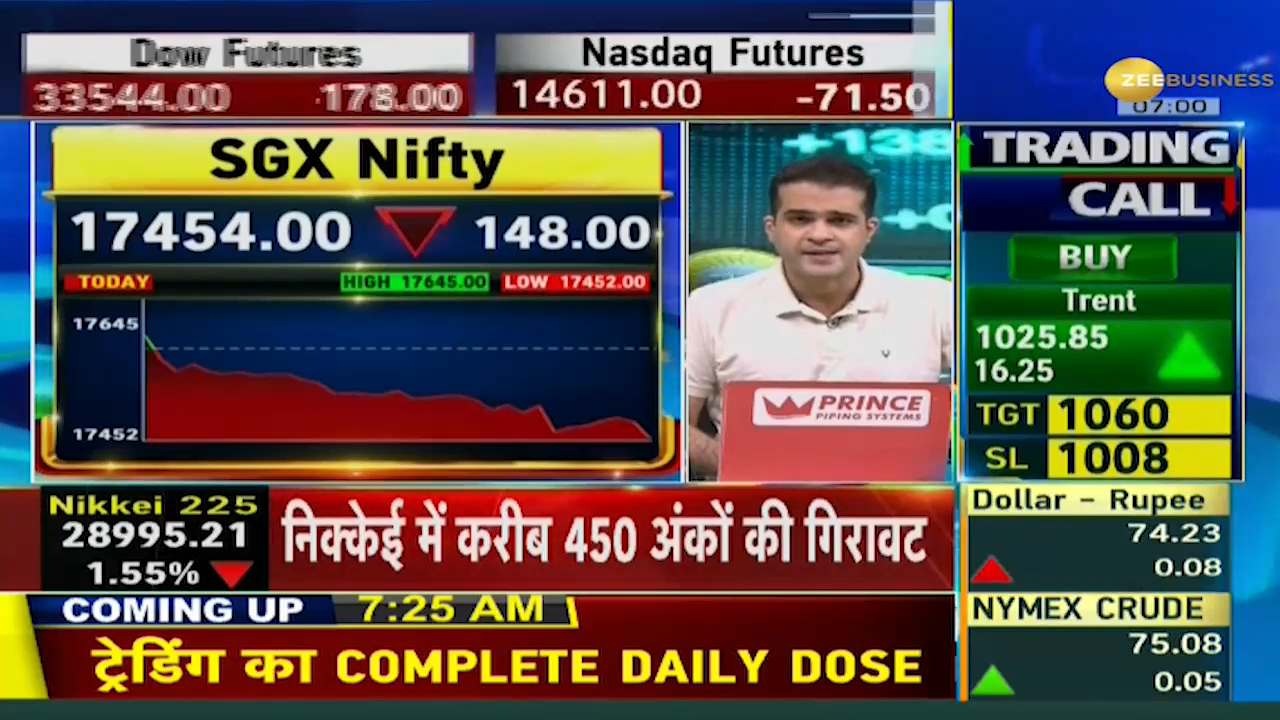 Dow Futures
33544.00 -178.00
Nasdaq Futures
14611.00 -71.50
ZEEBUSINESS
07:00
SGX Nifty
17454.00 148.00
TODAY HIGH 17645.00 LOW 17452.00
17645
17452
+138
PRINCE
PIPING SYSTEMS
TRADING
CALL
BUY
Trent
1025.85
16.25
TGT 1060
SL 1008
Nikkei 225
28995.21
1.55%
निक्केई में करीब 450 अंकों की गिरावट
Dollar - Rupee
74.23
0.08
NYMEX CRUDE
75.08
0.05
COMING UP 7:25 AM
ट्रेडिंग का COMPLETE DAILY DOSE